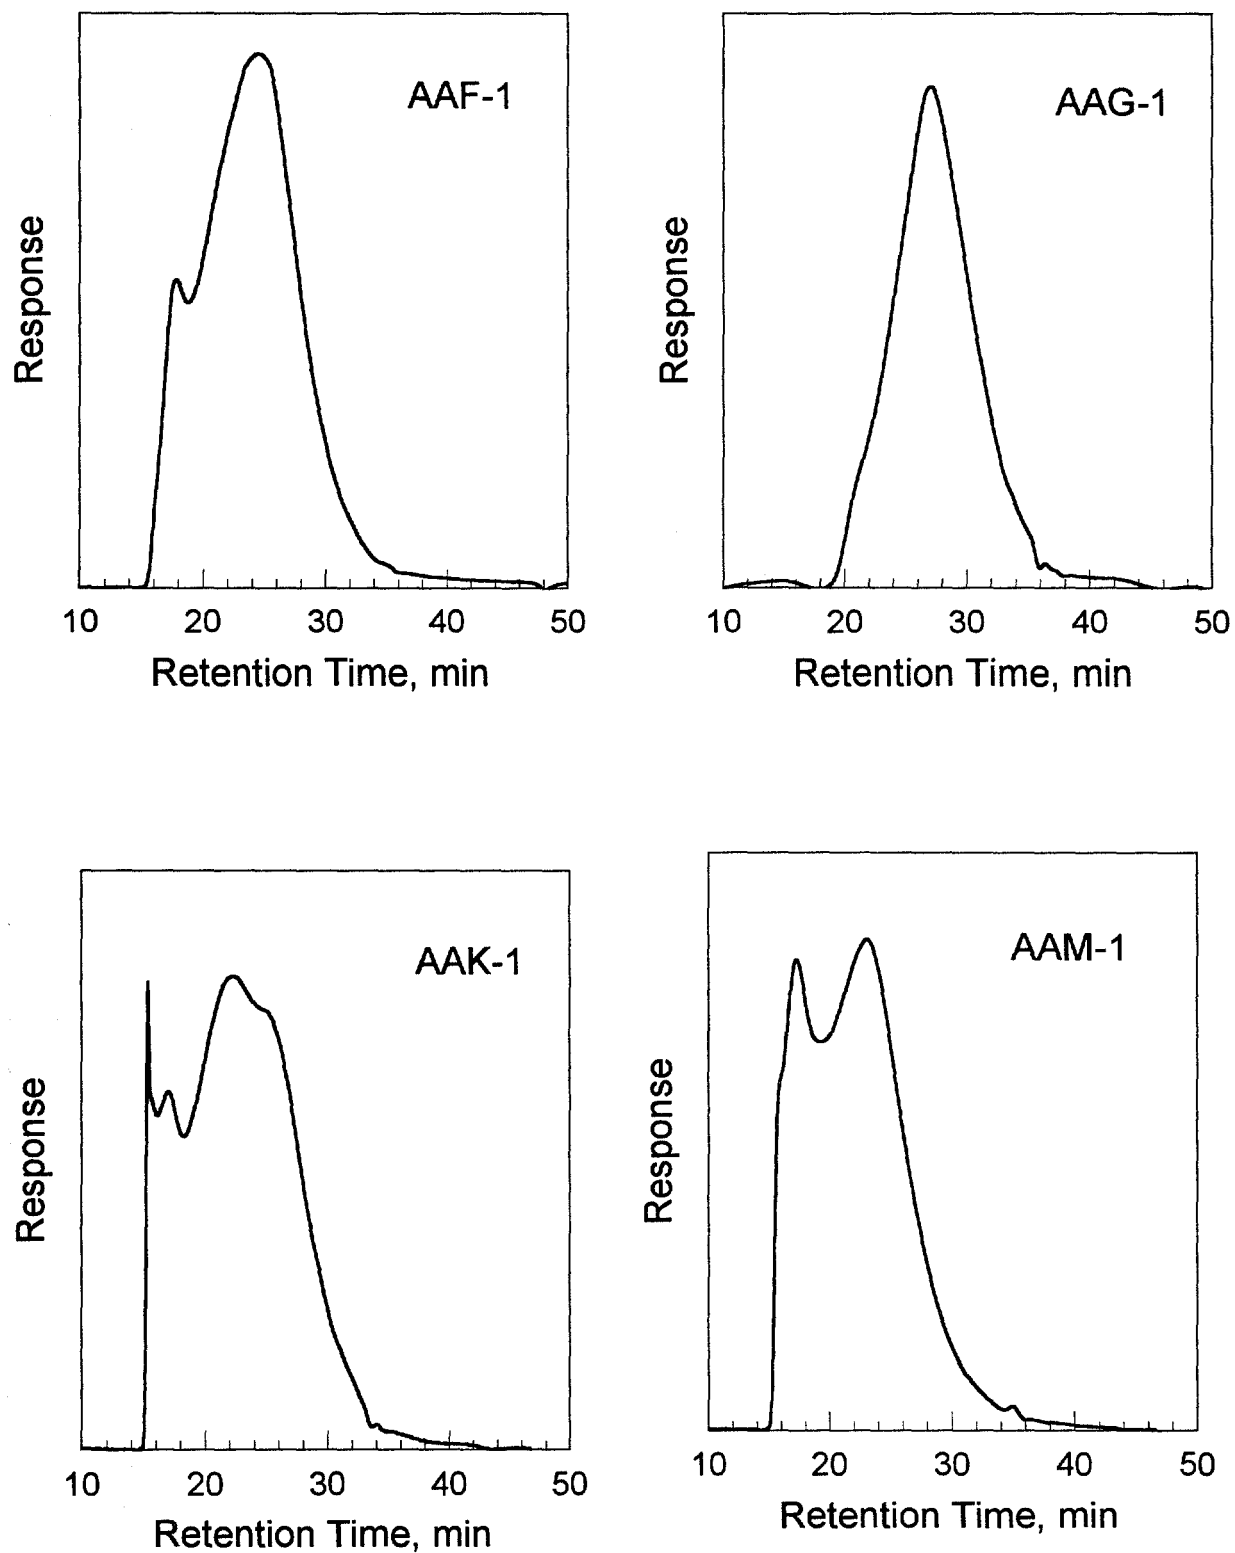 AAF-1
Response
10 20 30 40 50
Retention Time, min
AAG-1
Response
10 20 30 40 50
Retention Time, min
AAK-1
Response
10 20 30 40 50
Retention Time, min
AAM-1
Response
10 20 30 40 50
Retention Time, min